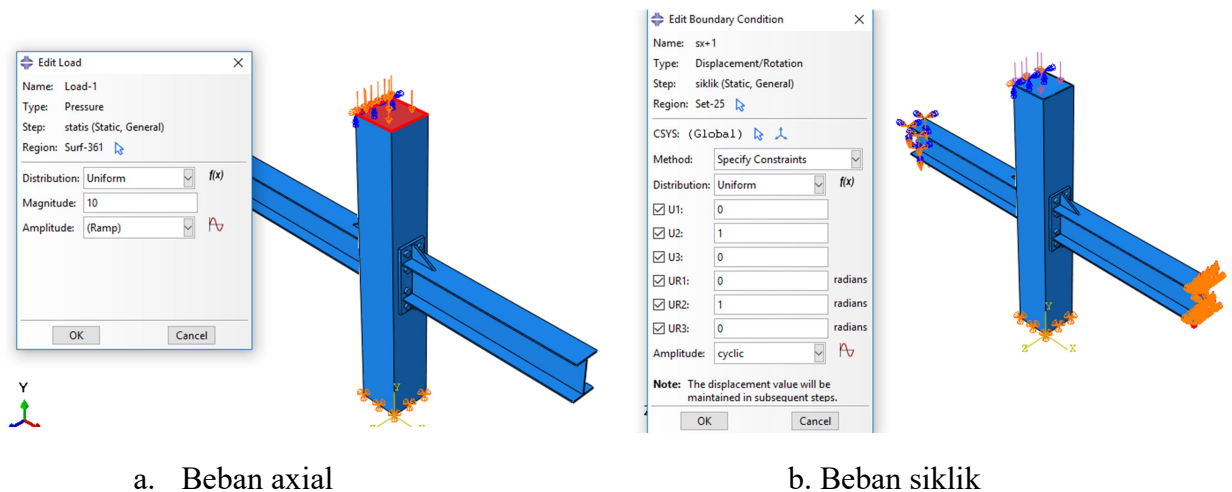 Edit Load
Name: Load-1
Type: Pressure
Step: statis (Static, General)
Region: Surf-361
Distribution: Uniform f(x)
Magnitude: 10
Amplitude: (Ramp)
OK Cancel
Y
Y
Z X
Edit Boundary Condition
Name: sx+1
Type: Displacement/Rotation
Step: siklik (Static, General)
Region: Set-25
CSYS: (Global)
Method: Specify Constraints
Distribution: Uniform f(x)
U1: 0
U2: 1
U3: 0
UR1: 0 radians
UR2: 1 radians
UR3: 0 radians
Amplitude: cyclic
Note: The displacement value will be
maintained in subsequent steps.
OK Cancel
Y
Z X
a. Beban axial
b. Beban siklik